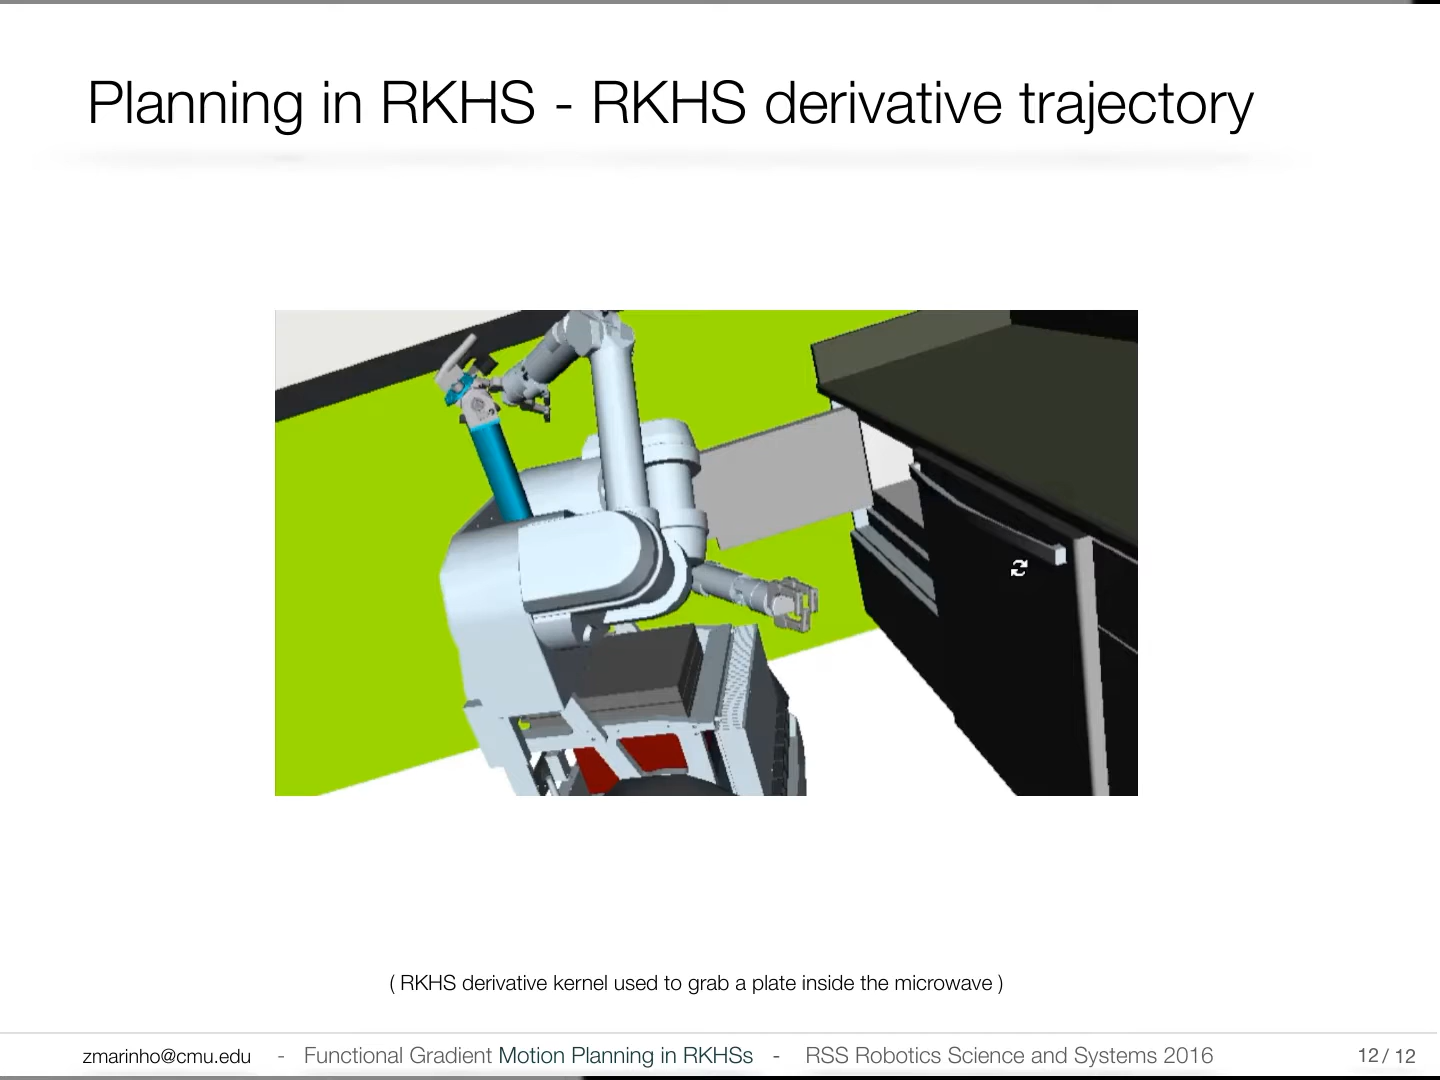 Planning in RKHS - RKHS derivative trajectory
( RKHS derivative kernel used to grab a plate inside the microwave )
zmarinho@cmu.edu - Functional Gradient Motion Planning in RKHSs - RSS Robotics Science and Systems 2016 12 / 12